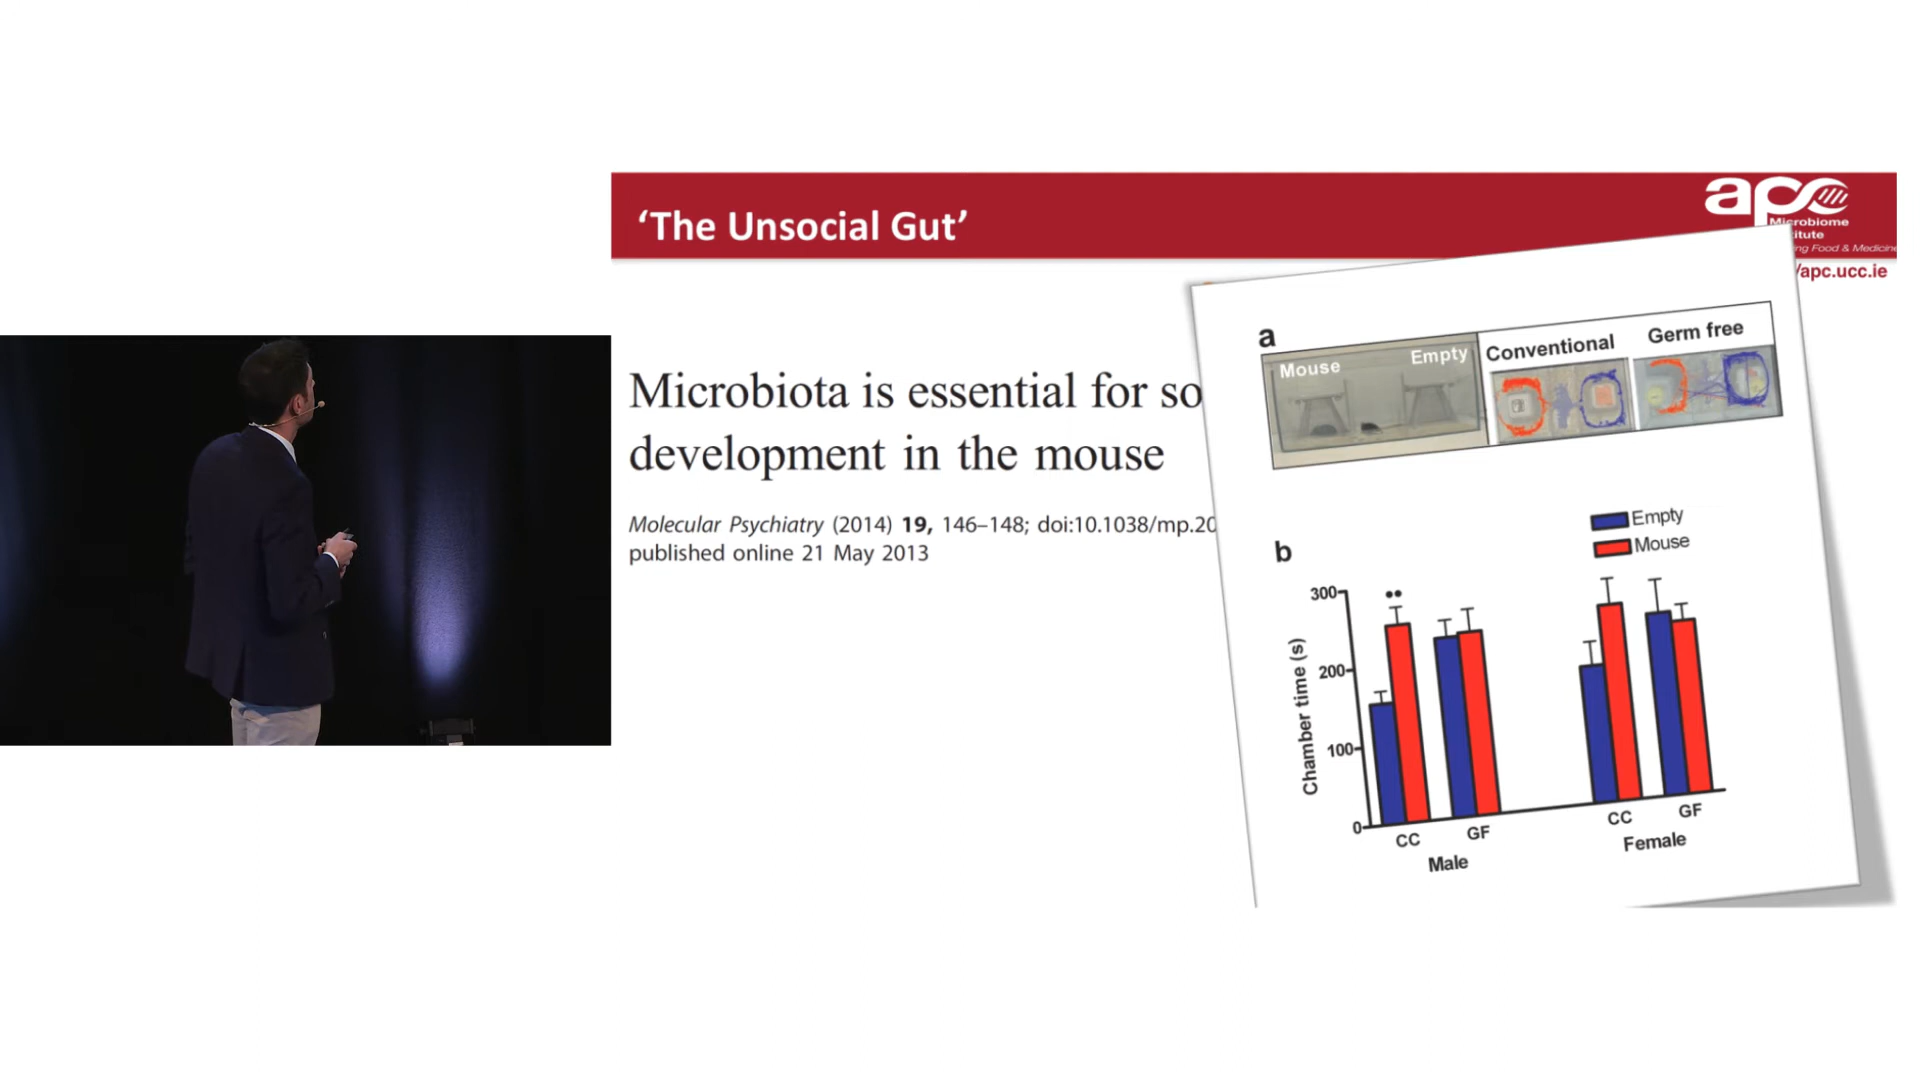 ‘The Unsocial Gut’
apc
Microbiome
itute
ng Food & Medicine
/apc.ucc.ie
Microbiota is essential for so
development in the mouse
Molecular Psychiatry (2014) 19, 146–148; doi:10.1038/mp.20
published online 21 May 2013
a
Mouse
Empty
Conventional
Germ free
b
Empty
Mouse
Chamber time (s)
300
200
100
0
••
CC
GF
CC
GF
Male
Female